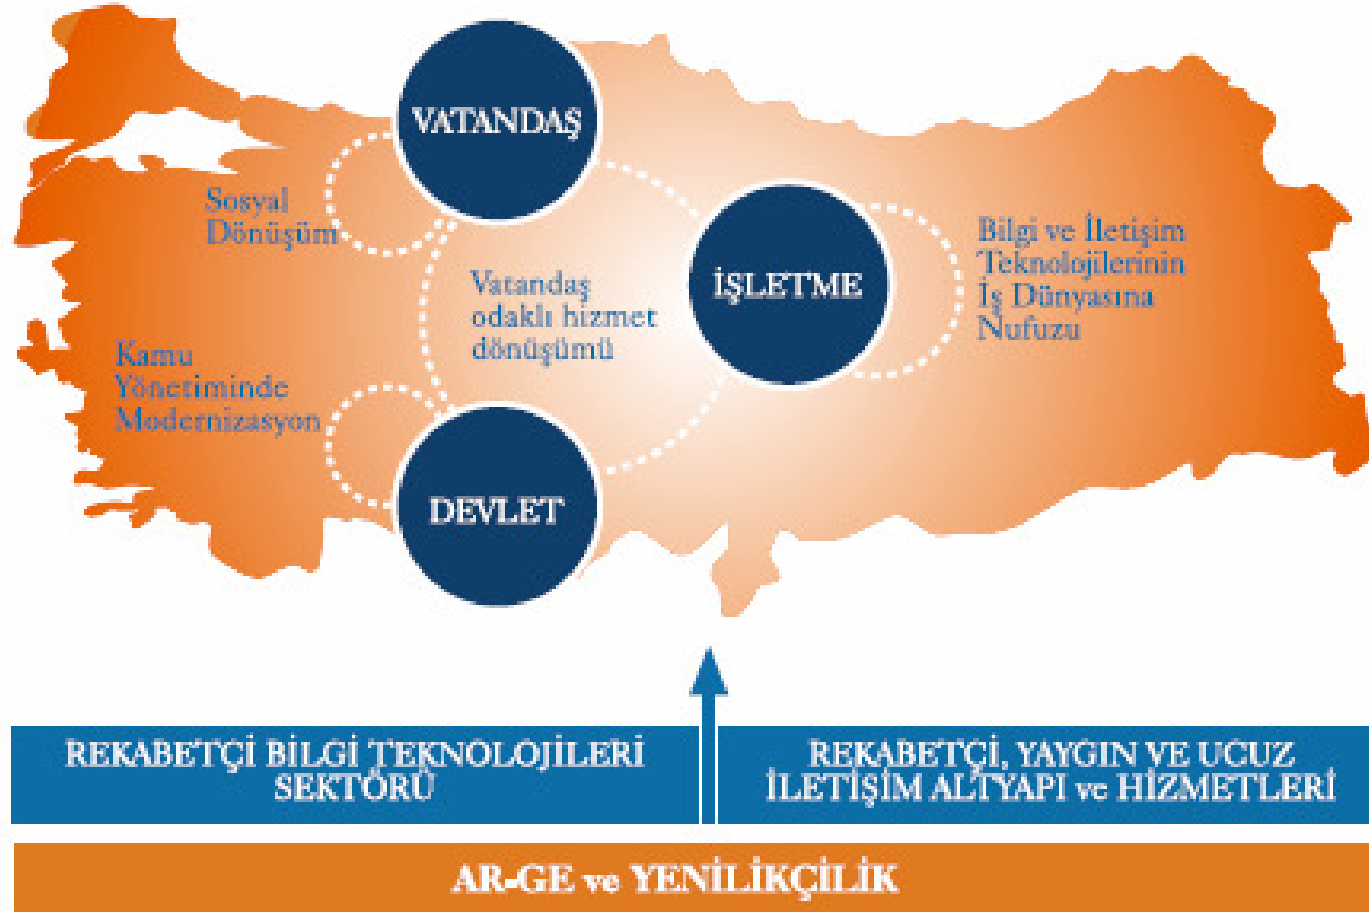 VATANDAŞ
Sosyal
Dönüşüm
Vatandaş
odaklı hizmet
dönüşümü
İŞLETME
Bilgi ve İletişim
Teknolojilerinin
İş Dünyasına
Nufuzu
Kamu
Yönetiminde
Modernizasyon
DEVLET
REKABETÇİ BİLGİ TEKNOLOJİLERİ
SEKTÖRÜ
REKABETÇİ, YAYGIN VE UCUZ
İLETİŞİM ALTYAPI ve HİZMETLERİ
AR-GE ve YENİLİKÇİLİK